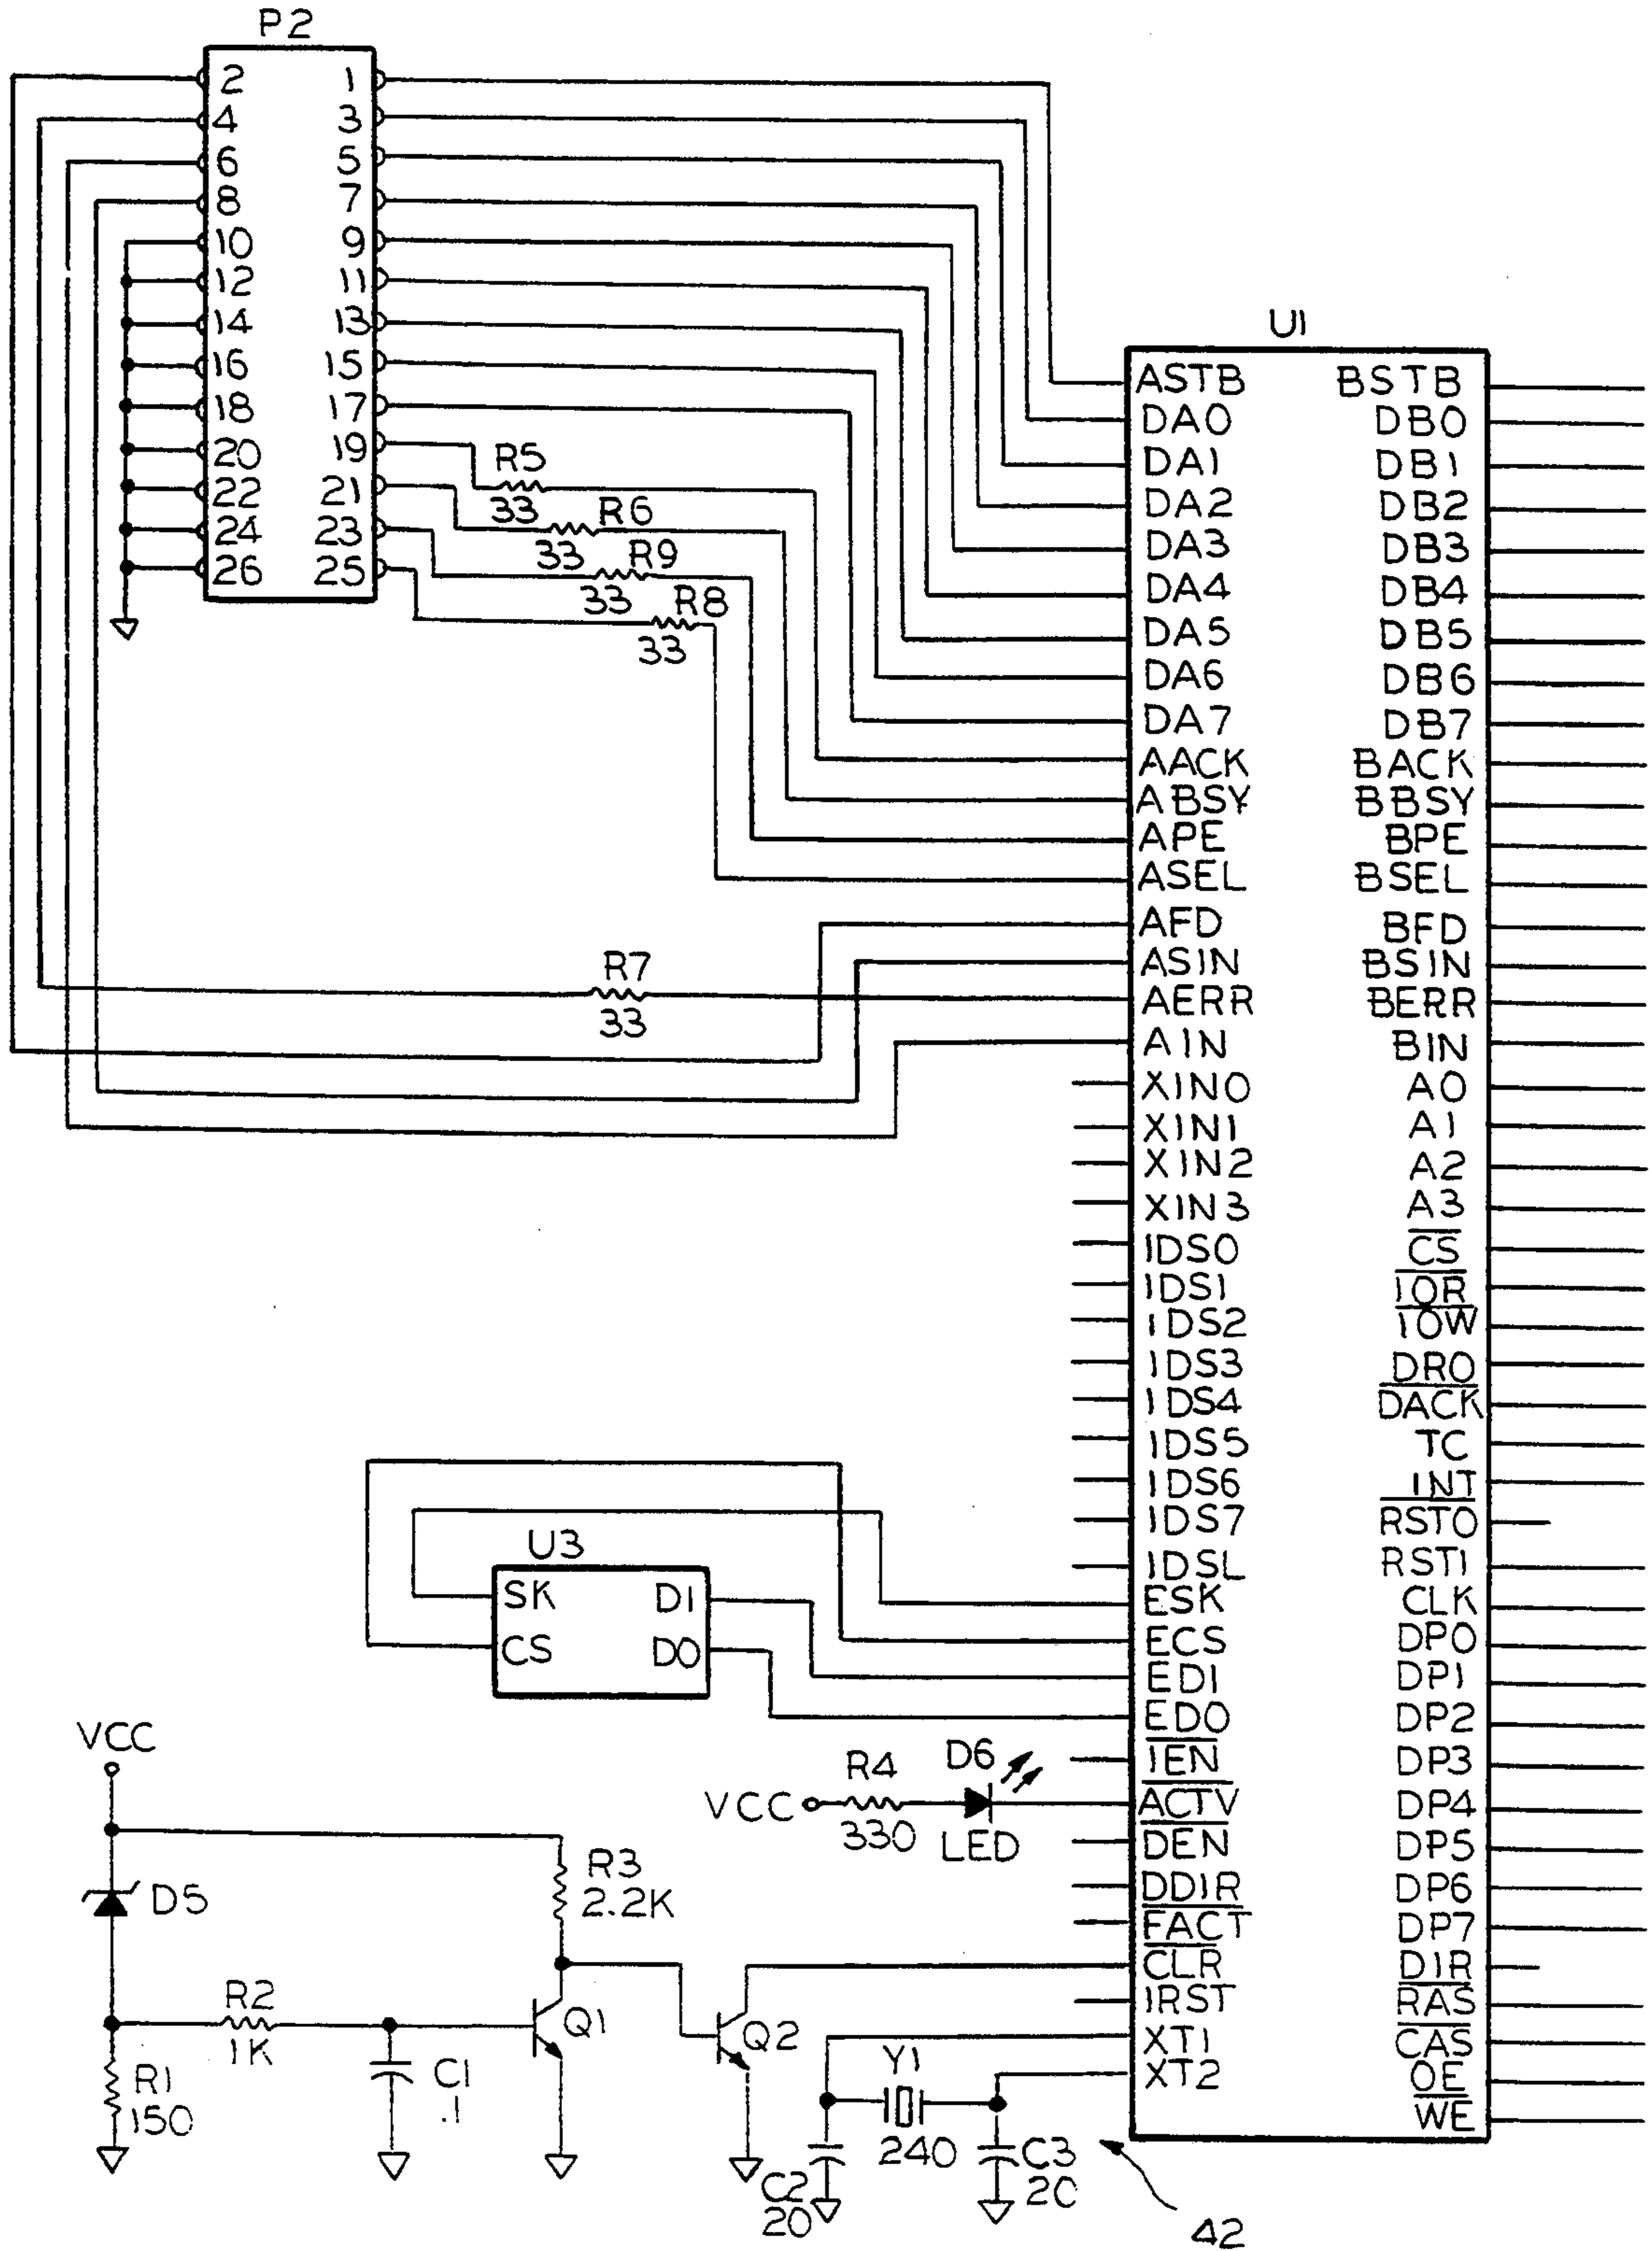 P2
2 1
4 3
6 5
8 7
10 9
12 11
14 13
16 15
18 17
20 19
22 21
24 23
26 25
R5
33
R6
33
R9
33
R8
33
R7
33
U1
ASTB BSTB
DA0 DB0
DA1 DB1
DA2 DB2
DA3 DB3
DA4 DB4
DA5 DB5
DA6 DB6
DA7 DB7
AACK BACK
ABSY BBSY
APE BPE
ASEL BSEL
AFD BFD
ASIN BSIN
AERR BERR
AIN BIN
XIN0 A0
XIN1 A1
XIN2 A2
XIN3 A3
IDS0 CS
IDS1 IOR
IDS2 IOW
IDS3 DRO
IDS4 DACK
IDS5 TC
IDS6 INT
IDS7 RSTO
IDSL RSTI
ESK CLK
ECS DP0
EDI DP1
EDO DP2
IEN DP3
ACTV DP4
DEN DP5
DDIR DP6
FACT DP7
CLR DIR
IRST RAS
XT1 CAS
XT2 OE
WE
U3
SK DI
CS DO
VCC
R4
330
D6
LED
VCC
D5
R3
2.2K
R2
1K
R1
150
C1
.1
Q1
Q2
Y1
240
C2
20
C3
20
42